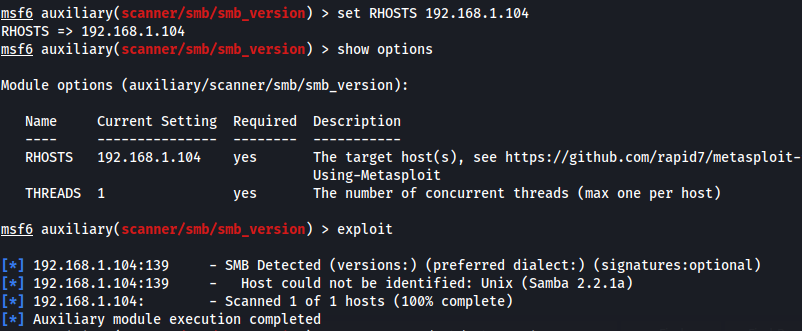 msf6 auxiliary(scanner/smb/smb_version) > set RHOSTS 192.168.1.104
RHOSTS => 192.168.1.104
msf6 auxiliary(scanner/smb/smb_version) > show options
Module options (auxiliary/scanner/smb/smb_version):
Name     Current Setting  Required  Description
----     ---------------  --------  -----------
RHOSTS   192.168.1.104    yes       The target host(s), see https://github.com/rapid7/metasploit-
Using-Metasploit
THREADS  1                yes       The number of concurrent threads (max one per host)
msf6 auxiliary(scanner/smb/smb_version) > exploit
[*] 192.168.1.104:139     - SMB Detected (versions:) (preferred dialect:) (signatures:optional)
[*] 192.168.1.104:139     -   Host could not be identified: Unix (Samba 2.2.1a)
[*] 192.168.1.104:        - Scanned 1 of 1 hosts (100% complete)
[*] Auxiliary module execution completed